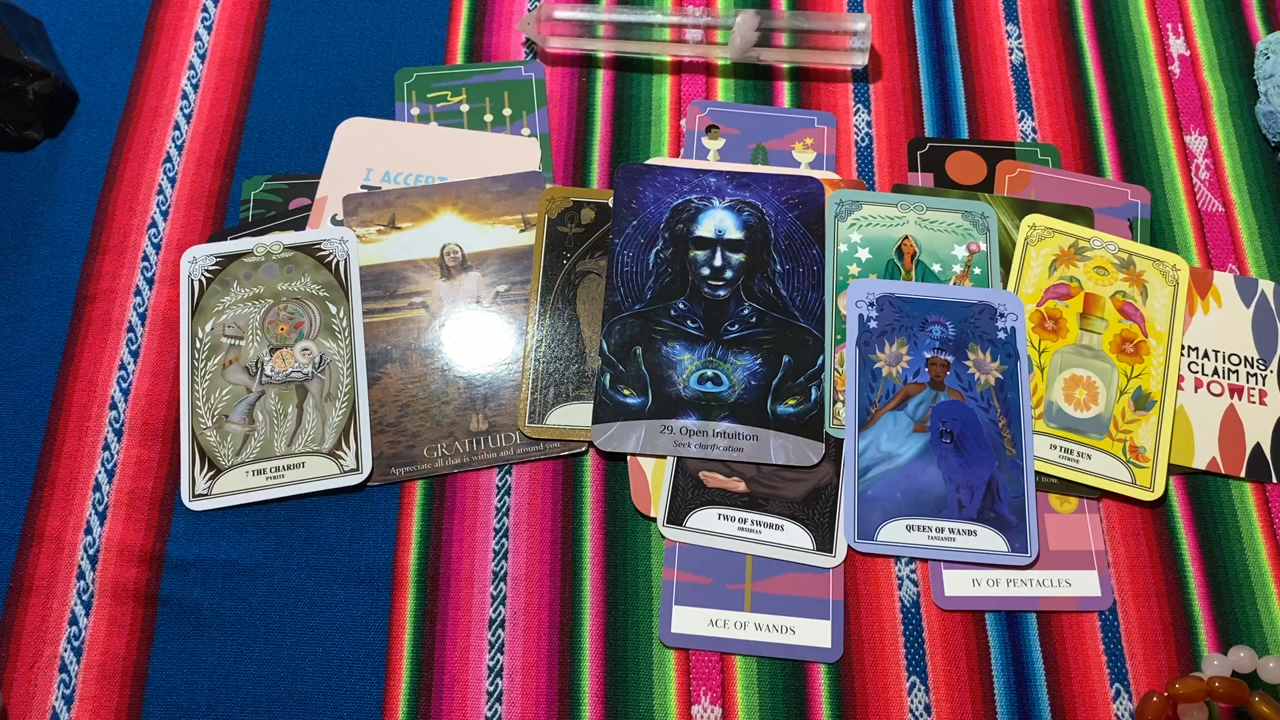 I ACCEPT
7 THE CHARIOT
PYRITE
GRATITUDE
Appreciate all that is within and around you
29. Open Intuition
Seek clarification
TWO OF SWORDS
OBSIDIAN
ACE OF WANDS
QUEEN OF WANDS
TANZANITE
19 THE SUN
CITRINE
now.
IV OF PENTACLES
RMATIONS.
CLAIM MY
R POWER